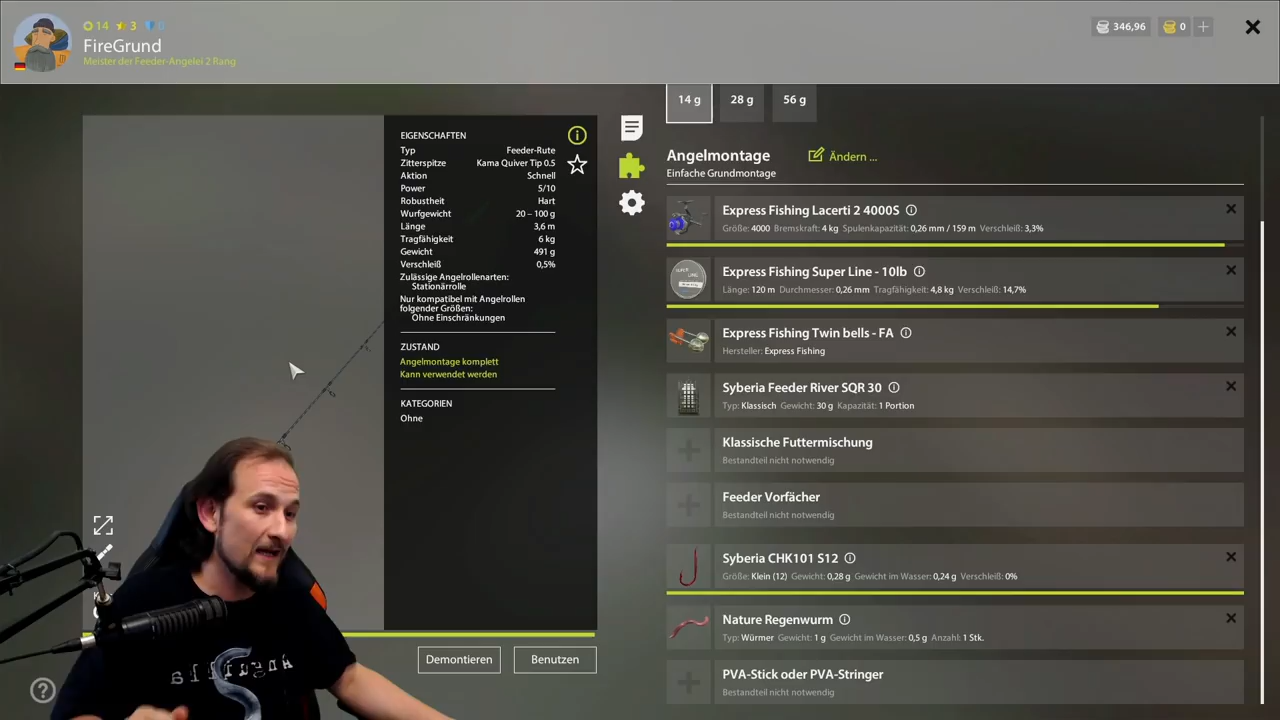 14 3 0
FireGrund
Meister der Feeder-Angelei 2 Rang
346,96 0
EIGENSCHAFTEN
Typ Feeder-Rute
Zitterspitze Kama Quiver Tip 0.5
Aktion Schnell
Power 5/10
Robustheit Hart
Wurfgewicht 20 – 100 g
Länge 3,6 m
Tragfähigkeit 6 kg
Gewicht 491 g
Verschleiß 0,5%
Zulässige Angelrollenarten:
Stationärrolle
Nur kompatibel mit Angelrollen
folgender Größen:
Ohne Einschränkungen
ZUSTAND
Angelmontage komplett
Kann verwendet werden
KATEGORIEN
Ohne
Demontieren Benutzen
14 g 28 g 56 g
Angelmontage Ändern ...
Einfache Grundmontage
Express Fishing Lacerti 2 4000S
Größe: 4000 Bremskraft: 4 kg Spulenkapazität: 0,26 mm / 159 m Verschleiß: 3,3%
Express Fishing Super Line - 10lb
Länge: 120 m Durchmesser: 0,26 mm Tragfähigkeit: 4,8 kg Verschleiß: 14,7%
Express Fishing Twin bells - FA
Hersteller: Express Fishing
Syberia Feeder River SQR 30
Typ: Klassisch Gewicht: 30 g Kapazität: 1 Portion
Klassische Futtermischung
Bestandteil nicht notwendig
Feeder Vorfächer
Bestandteil nicht notwendig
Syberia CHK101 S12
Größe: Klein (12) Gewicht: 0,28 g Gewicht im Wasser: 0,24 g Verschleiß: 0%
Nature Regenwurm
Typ: Würmer Gewicht: 1 g Gewicht im Wasser: 0,5 g Anzahl: 1 Stk.
PVA-Stick oder PVA-Stringer
Bestandteil nicht notwendig